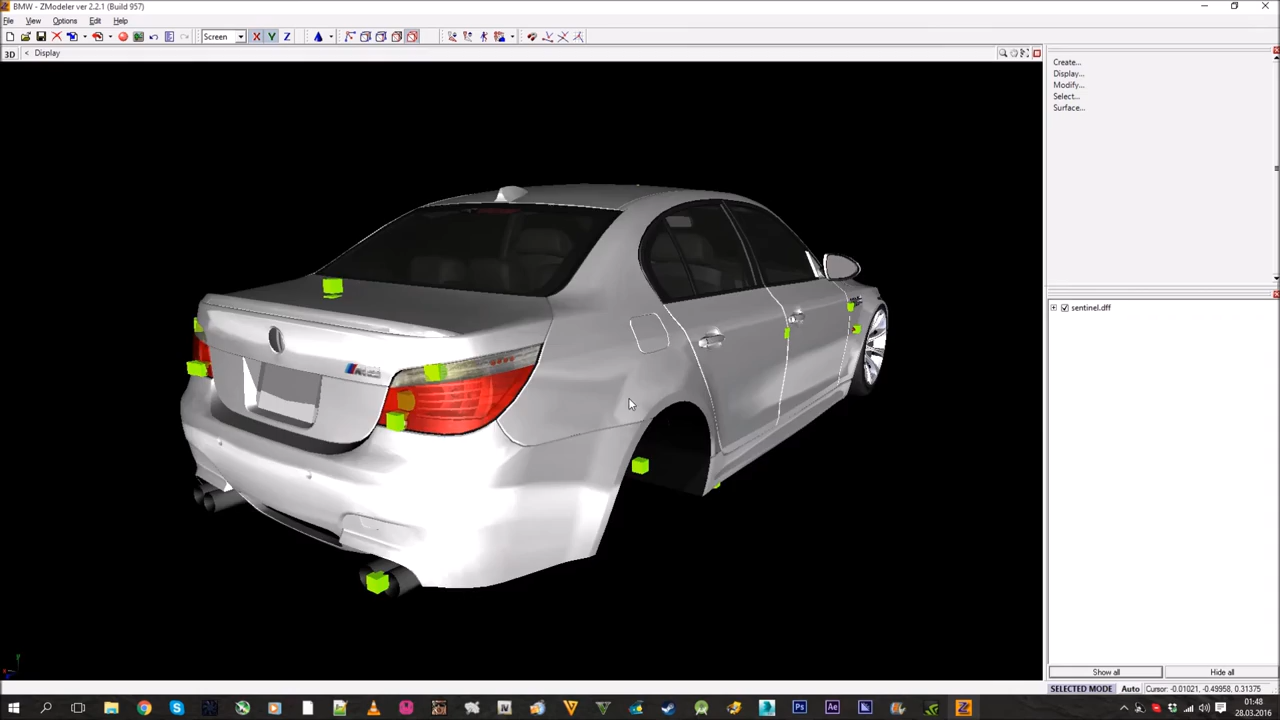 BMW - ZModeler ver 2.2.1 (Build 957)
File View Options Edit Help
Screen X Y Z
3D < Display
Create...
Display...
Modify...
Select...
Surface...
sentinel.dff
Show all Hide all
SELECTED MODE Auto Cursor: -0.01021, -0.49958, 0.31375
01:48
28.03.2016